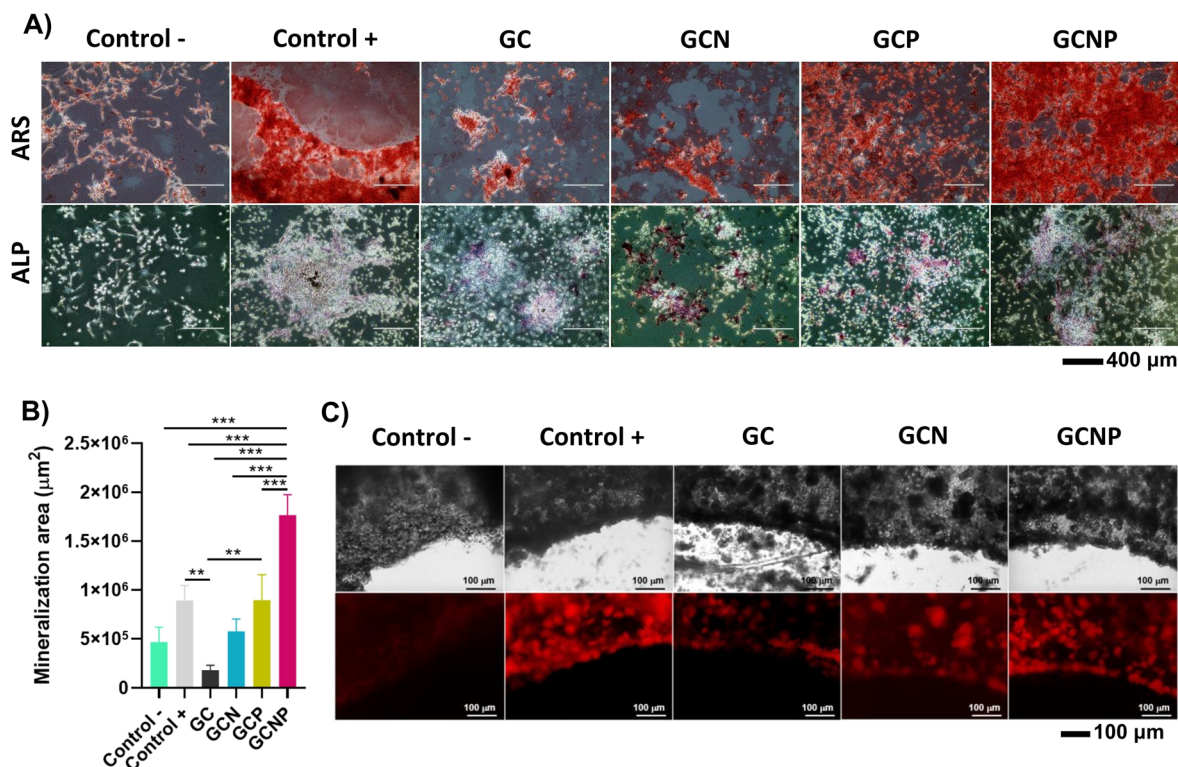 A)
Control - Control + GC GCN GCP GCNP
ARS
ALP
400 µm
B)
Mineralization area (µm²)
2.5×10⁶
2×10⁶
1.5×10⁶
1×10⁶
5×10⁵
0
***
***
***
***
***
**
**
Control -
Control +
GC
GCN
GCP
GCNP
C)
Control - Control + GC GCN GCNP
100 µm 100 µm 100 µm 100 µm 100 µm
100 µm 100 µm 100 µm 100 µm 100 µm
100 µm